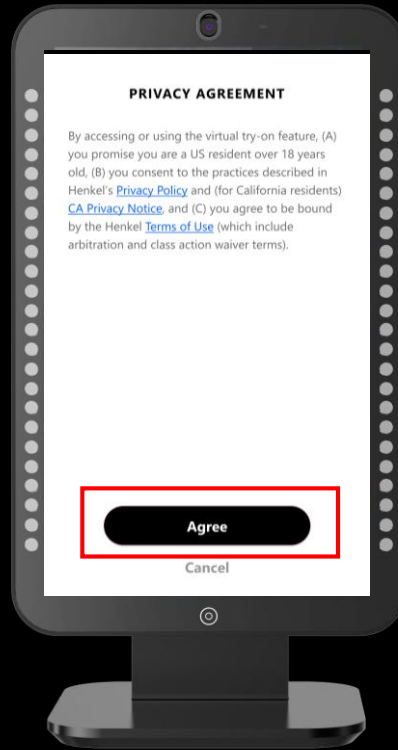 PRIVACY AGREEMENT
By accessing or using the virtual try-on feature, (A)
you promise you are a US resident over 18 years
old, (B) you consent to the practices described in
Henkel's Privacy Policy and (for California residents)
CA Privacy Notice, and (C) you agree to be bound
by the Henkel Terms of Use (which include
arbitration and class action waiver terms).
Agree
Cancel